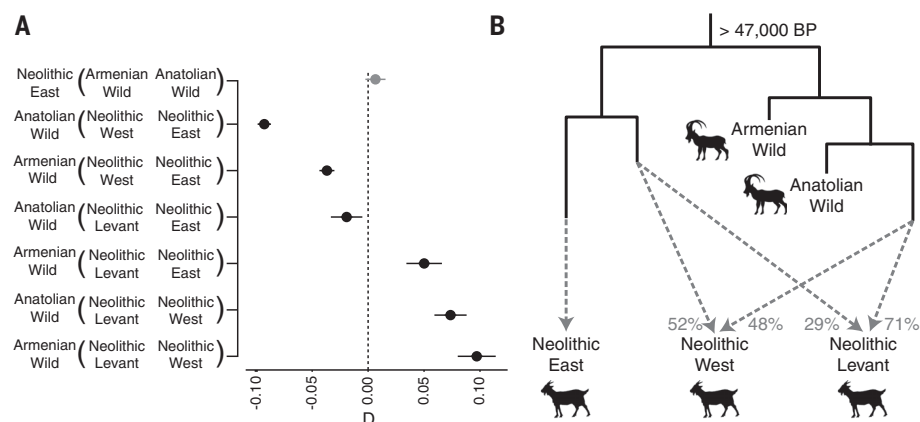 A
Neolithic East ( Armenian Wild Anatolian Wild )
Anatolian Wild ( Neolithic West Neolithic East )
Armenian Wild ( Neolithic West Neolithic East )
Anatolian Wild ( Neolithic Levant Neolithic East )
Armenian Wild ( Neolithic Levant Neolithic East )
Anatolian Wild ( Neolithic Levant Neolithic West )
Armenian Wild ( Neolithic Levant Neolithic West )
-0.10 -0.05 0.00 0.05 0.10
D
B
> 47,000 BP
Armenian
Wild
Anatolian
Wild
52% 48% 29% 71%
Neolithic
East
Neolithic
West
Neolithic
Levant